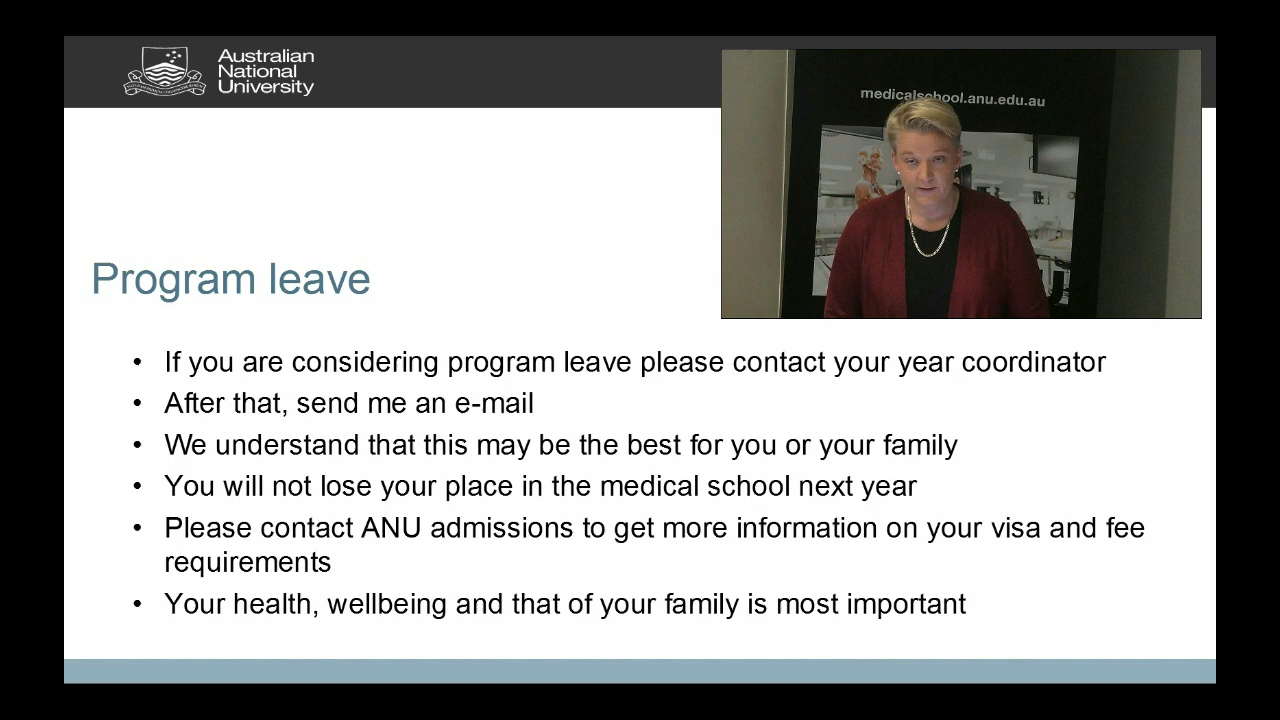 Australian
National
University
medicalschool.anu.edu.au
Program leave
• If you are considering program leave please contact your year coordinator
• After that, send me an e-mail
• We understand that this may be the best for you or your family
• You will not lose your place in the medical school next year
• Please contact ANU admissions to get more information on your visa and fee
requirements
• Your health, wellbeing and that of your family is most important